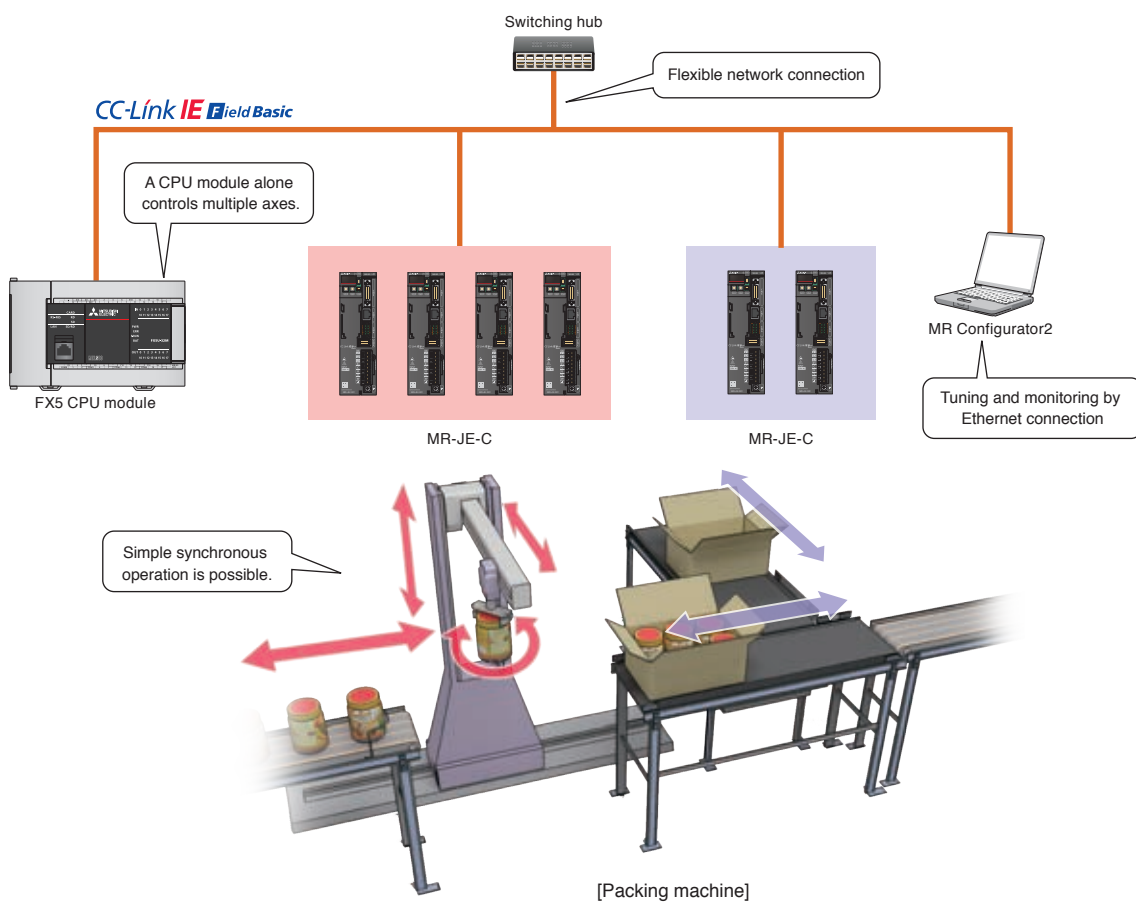 Switching hub
Flexible network connection
CC-Link IE Field Basic
A CPU module alone
controls multiple axes.
MITSUBISHI
ELECTRIC
FX5 CPU module
MR-JE-C
MR-JE-C
MR Configurator2
Tuning and monitoring by
Ethernet connection
Simple synchronous
operation is possible.
[Packing machine]